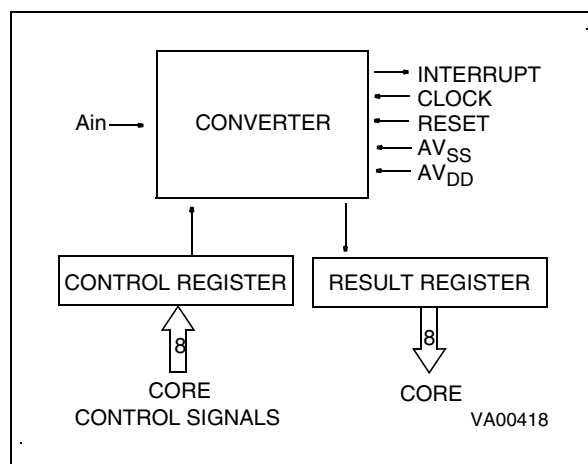 INTERRUPT
CLOCK
Ain
CONVERTER
RESET
AVSS
AVDD
CONTROL REGISTER
RESULT REGISTER
8
8
CORE
CONTROL SIGNALS
CORE
VA00418